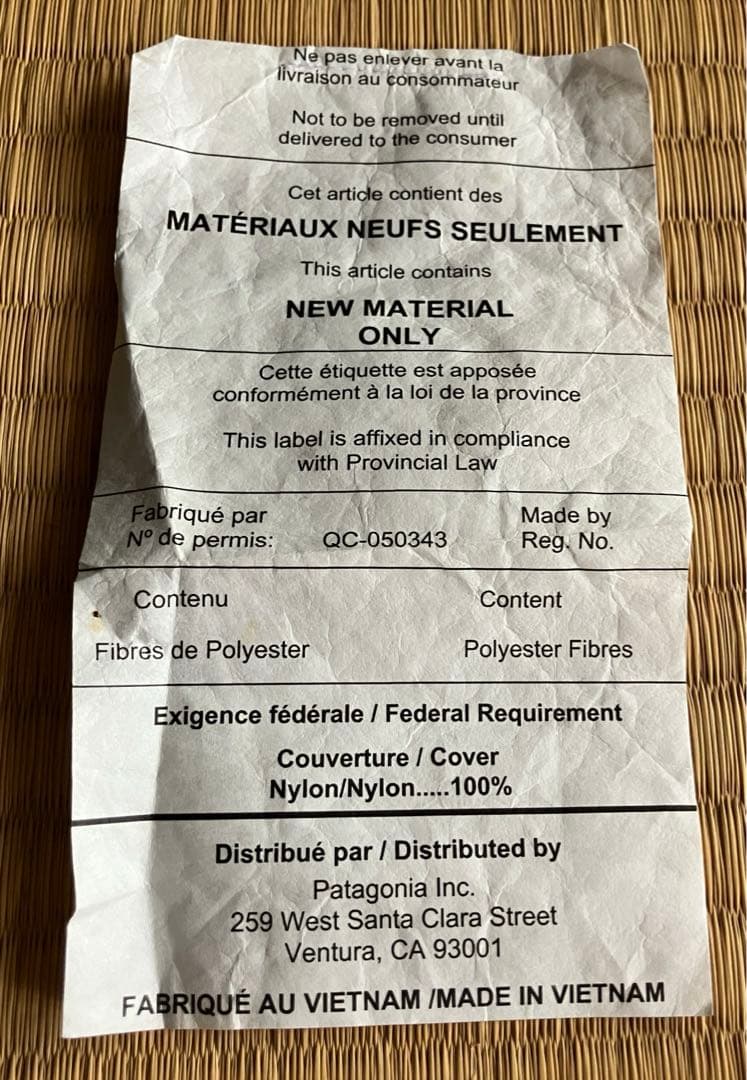 Ne pas enlever avant la
livraison au consommateur
Not to be removed until
delivered to the consumer
Cet article contient des
MATÉRIAUX NEUFS SEULEMENT
This article contains
NEW MATERIAL
ONLY
Cette étiquette est apposée
conformément à la loi de la province
This label is affixed in compliance
with Provincial Law
Fabriqué par Made by
Nº de permis: QC-050343 Reg. No.
Contenu Content
Fibres de Polyester Polyester Fibres
Exigence fédérale / Federal Requirement
Couverture / Cover
Nylon/Nylon.....100%
Distribué par / Distributed by
Patagonia Inc.
259 West Santa Clara Street
Ventura, CA 93001
FABRIQUÉ AU VIETNAM /MADE IN VIETNAM